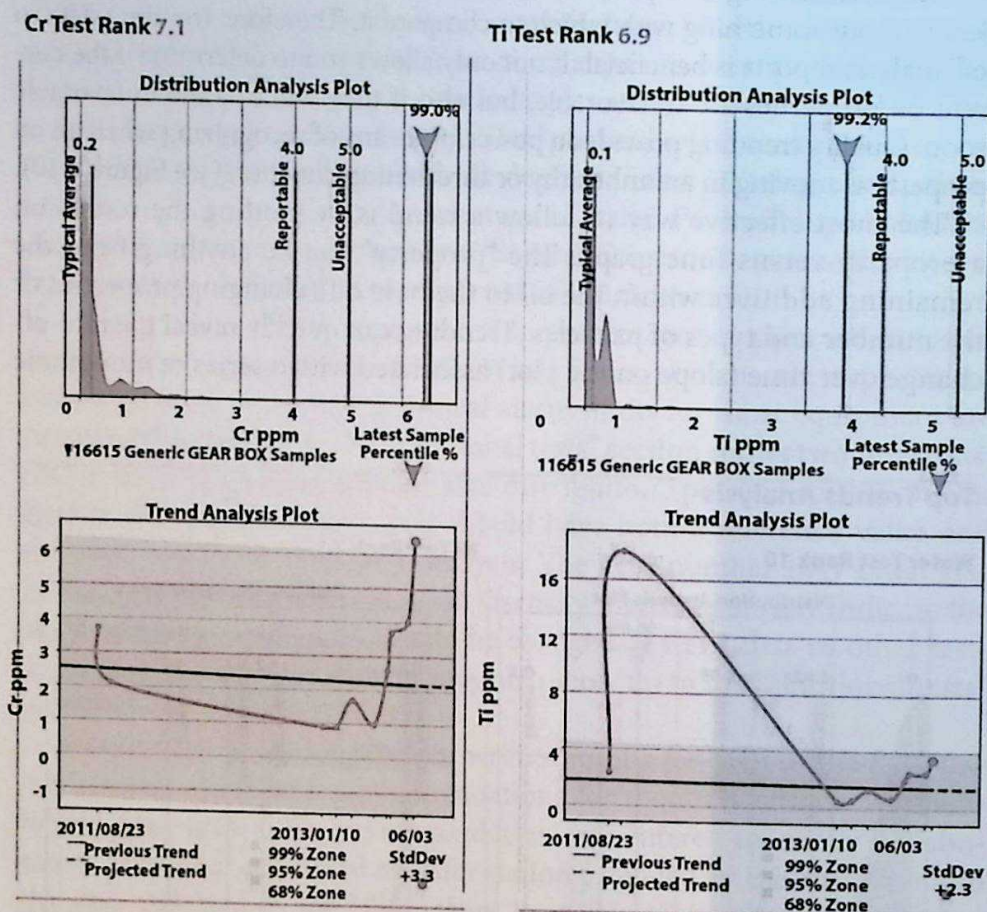 Cr Test Rank 7.1
Distribution Analysis Plot
99.0%
0.2
4.0
5.0
Typical Average
Reportable
Unacceptable
0 1 2 3 4 5 6
Cr ppm
Latest Sample
Percentile %
116615 Generic GEAR BOX Samples
Trend Analysis Plot
6
5
4
3
2
1
0
-1
Cr ppm
2011/08/23 2013/01/10 06/03
Previous Trend
Projected Trend
99% Zone
95% Zone
68% Zone
StdDev
+3.3
Ti Test Rank 6.9
Distribution Analysis Plot
99.2%
0.1
4.0
5.0
Typical Average
Reportable
Unacceptable
0 1 2 3 4 5
Ti ppm
Latest Sample
Percentile %
116615 Generic GEAR BOX Samples
Trend Analysis Plot
16
12
8
4
0
Ti ppm
2011/08/23 2013/01/10 06/03
Previous Trend
Projected Trend
99% Zone
95% Zone
68% Zone
StdDev
+2.3